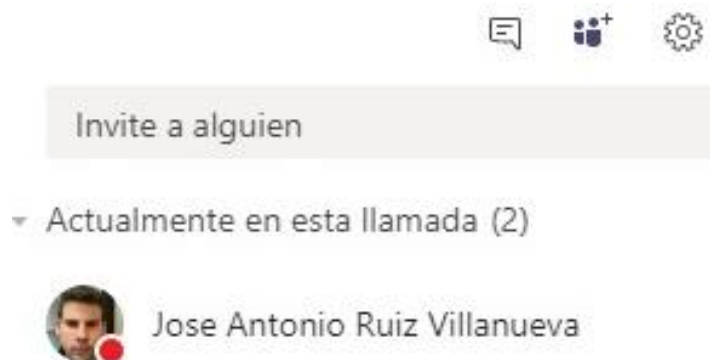 Invite a alguien
Actualmente en esta llamada (2)
Jose Antonio Ruiz Villanueva